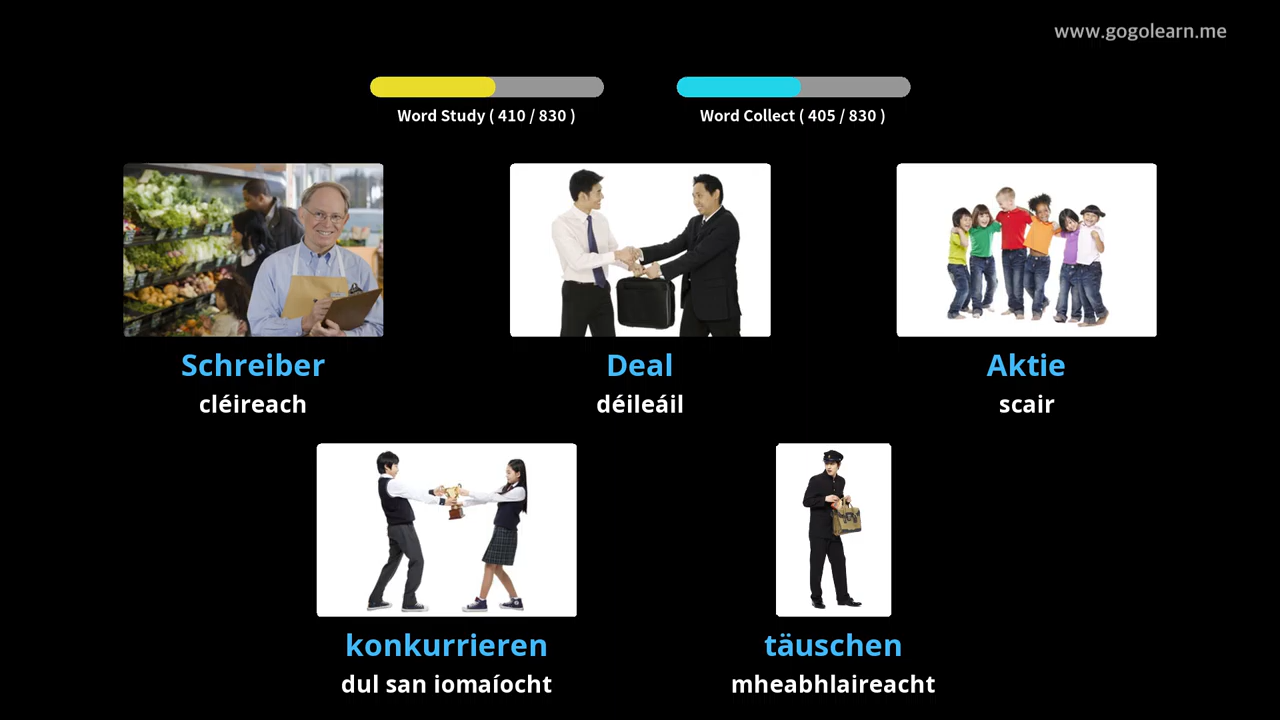 www.gogolearn.me
Word Study ( 410 / 830 )
Word Collect ( 405 / 830 )
Schreiber
cléireach
Deal
déileáil
Aktie
scair
konkurrieren
dul san iomaíocht
täuschen
mheabhlaireacht